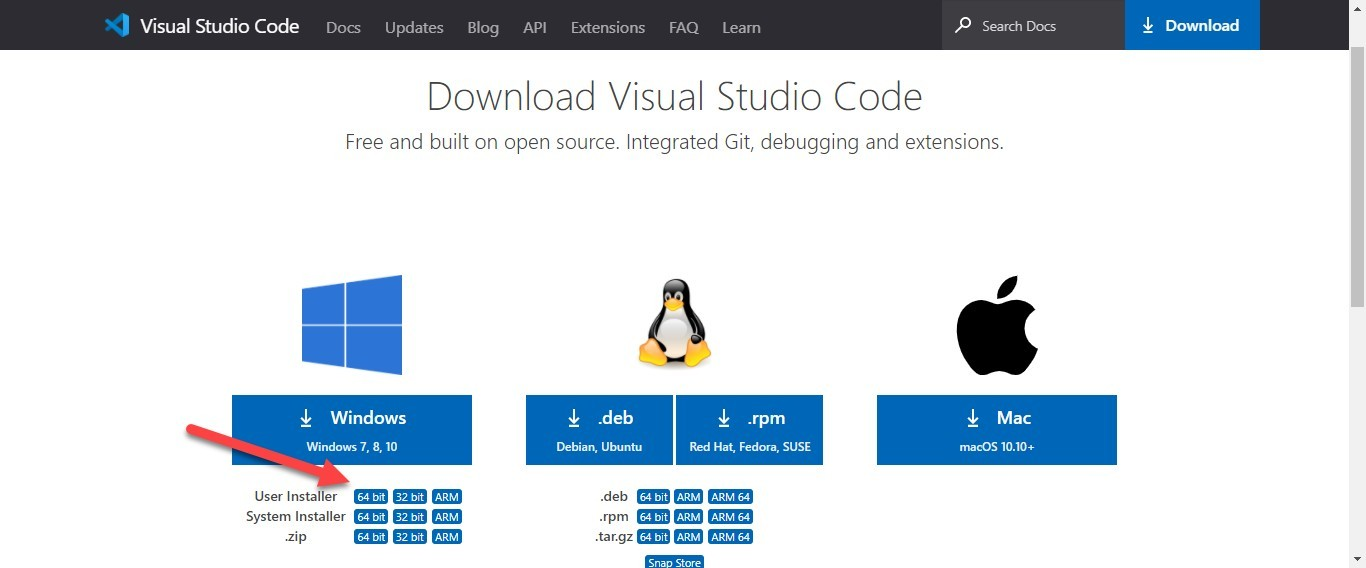 Visual Studio Code Docs Updates Blog API Extensions FAQ Learn Search Docs Download
Download Visual Studio Code
Free and built on open source. Integrated Git, debugging and extensions.
Windows .deb .rpm Mac
Windows 7, 8, 10 Debian, Ubuntu Red Hat, Fedora, SUSE macOS 10.10+
User Installer 64 bit 32 bit ARM .deb 64 bit ARM ARM 64
System Installer 64 bit 32 bit ARM .rpm 64 bit ARM ARM 64
.zip 64 bit 32 bit ARM .tar.gz 64 bit ARM ARM 64
Snap Store